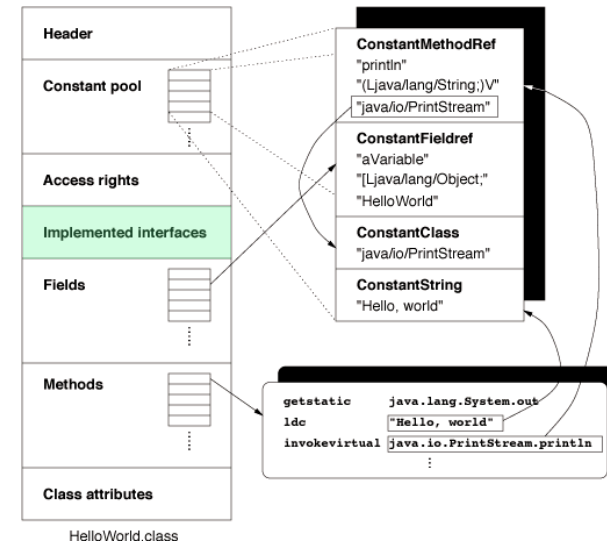 Header
Constant pool
Access rights
Implemented interfaces
Fields
Methods
Class attributes
HelloWorld.class
ConstantMethodRef
"println"
"(Ljava/lang/String;)V"
"java/io/PrintStream"
ConstantFieldref
"aVariable"
"[Ljava/lang/Object;"
"HelloWorld"
ConstantClass
"java/io/PrintStream"
ConstantString
"Hello, world"
getstatic java.lang.System.out
ldc "Hello, world"
invokevirtual java.io.PrintStream.println